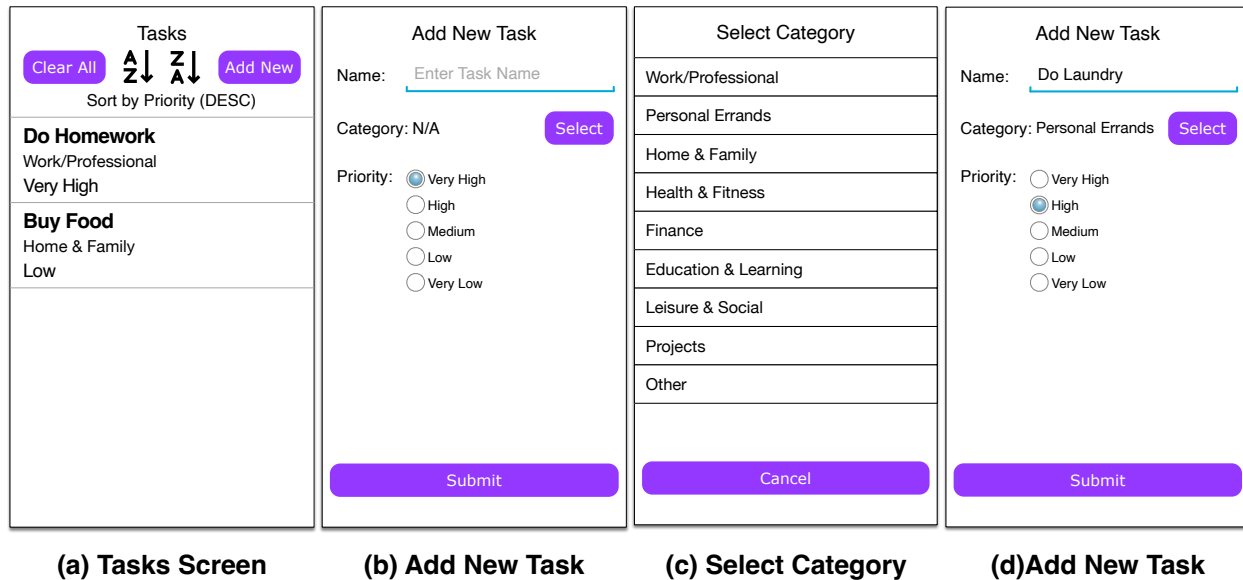 Tasks
Clear All
A
Z
Z
A
Add New
Sort by Priority (DESC)
Do Homework
Work/Professional
Very High
Buy Food
Home & Family
Low
(a) Tasks Screen
Add New Task
Name: Enter Task Name
Category: N/A Select
Priority: Very High
High
Medium
Low
Very Low
Submit
(b) Add New Task
Select Category
Work/Professional
Personal Errands
Home & Family
Health & Fitness
Finance
Education & Learning
Leisure & Social
Projects
Other
Cancel
(c) Select Category
Add New Task
Name: Do Laundry
Category: Personal Errands Select
Priority: Very High
High
Medium
Low
Very Low
Submit
(d)Add New Task